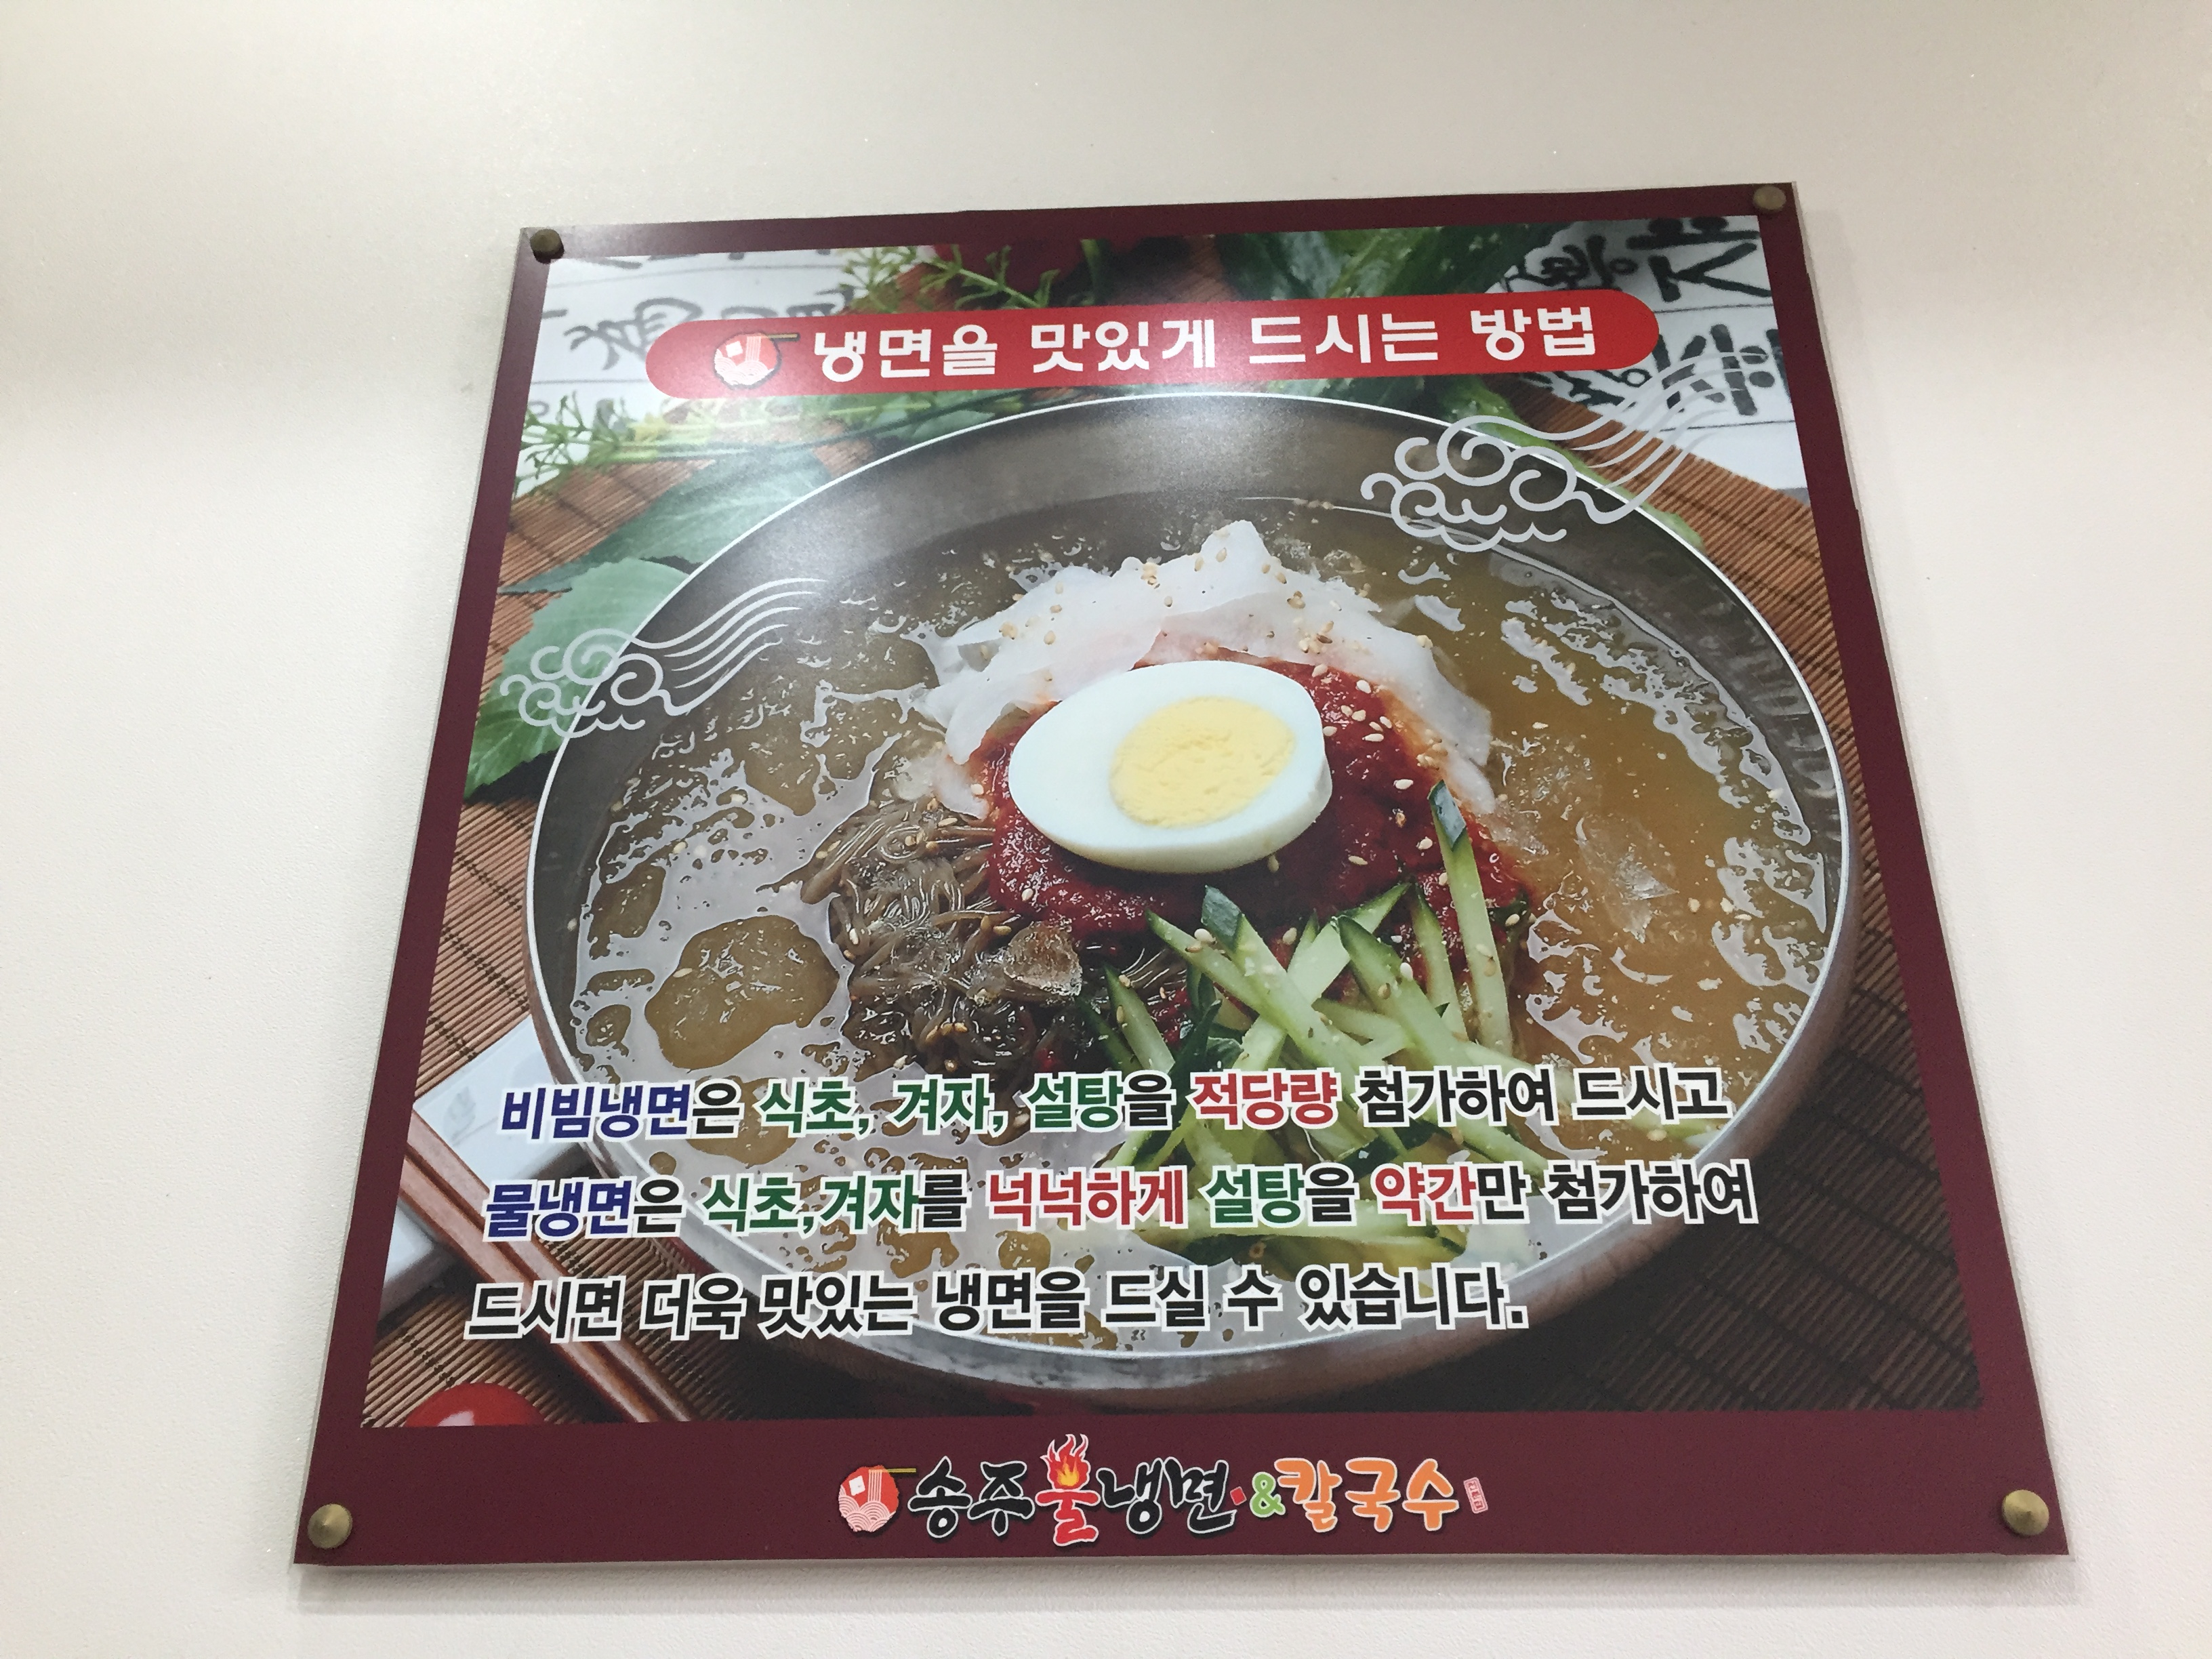 냉면을 맛있게 드시는 방법
비빔냉면은 식초, 겨자, 설탕을 적당량 첨가하여 드시고
물냉면은 식초,겨자를 넉넉하게 설탕을 약간만 첨가하여
드시면 더욱 맛있는 냉면을 드실 수 있습니다.
송주불냉면&칼국수